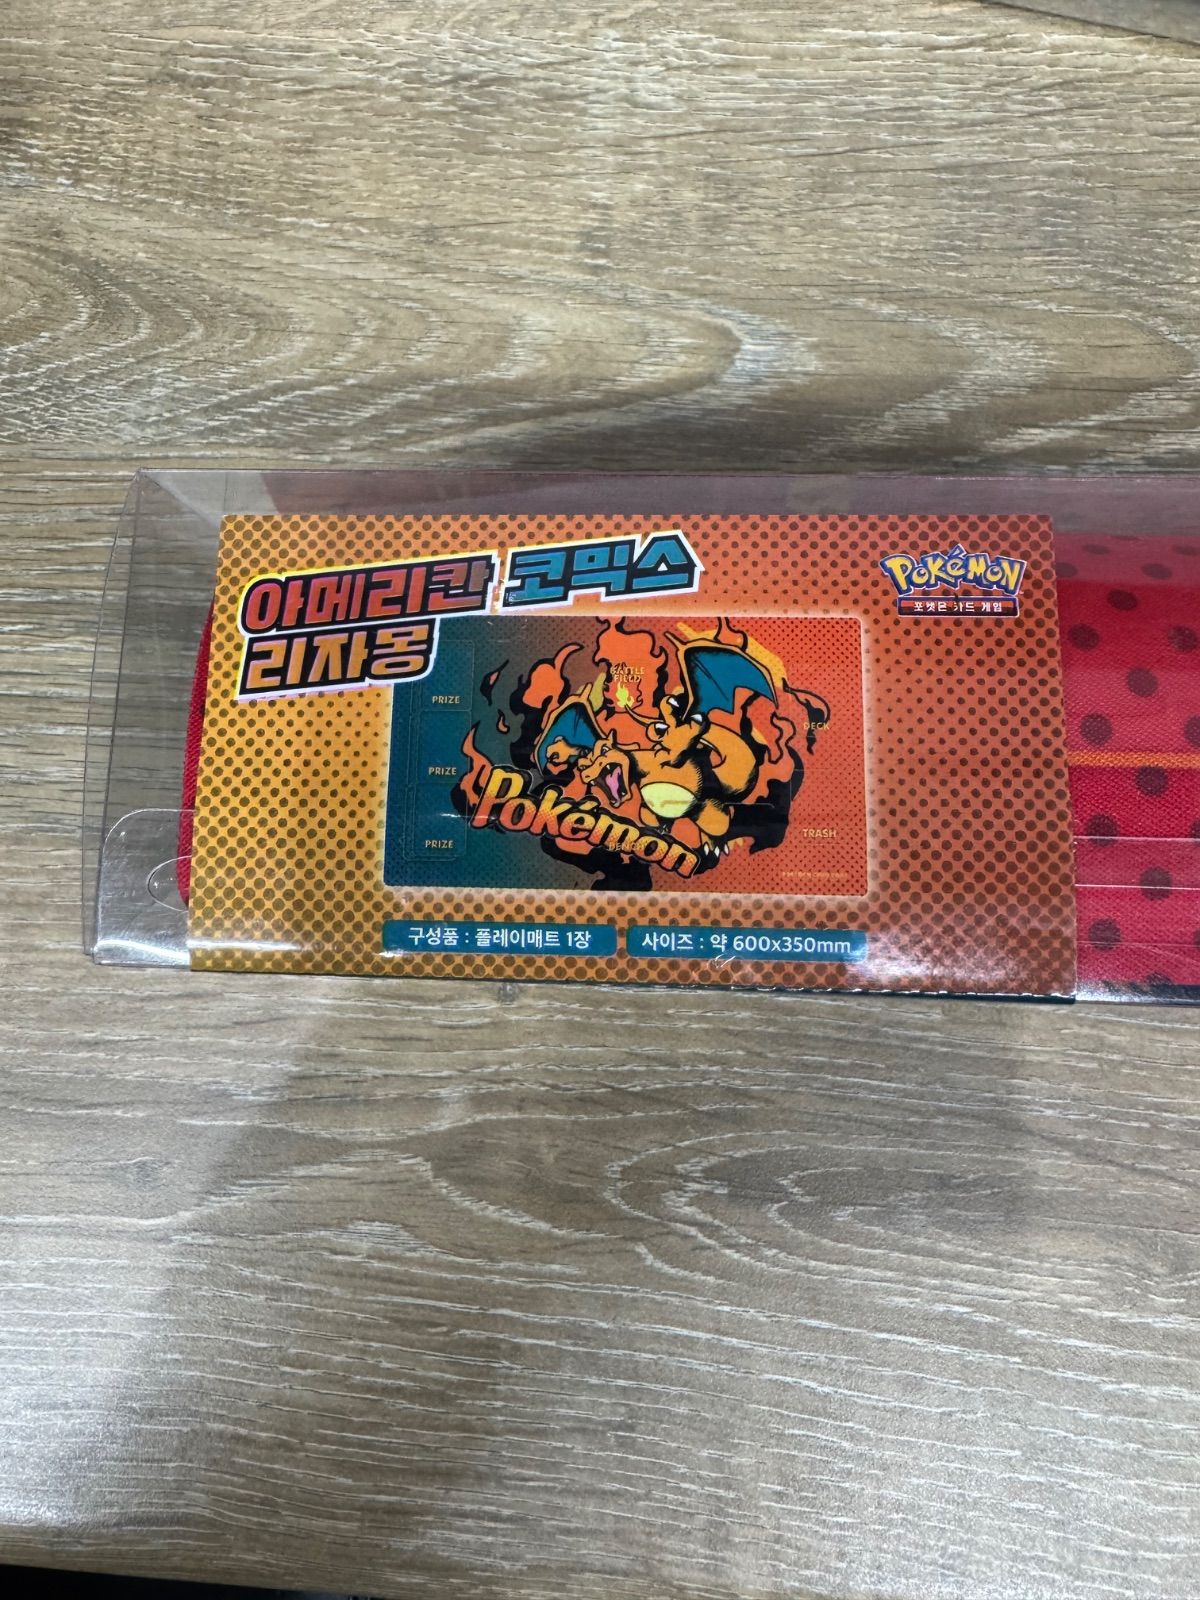 아메리칸 코믹스
리자몽
POKéMON
포켓몬 카드 게임
BATTLE
FIELD
PRIZE
DECK
PRIZE
Pokémon
TRASH
PRIZE
BENCH
구성품 : 플레이매트 1장
사이즈 : 약 600x350mm